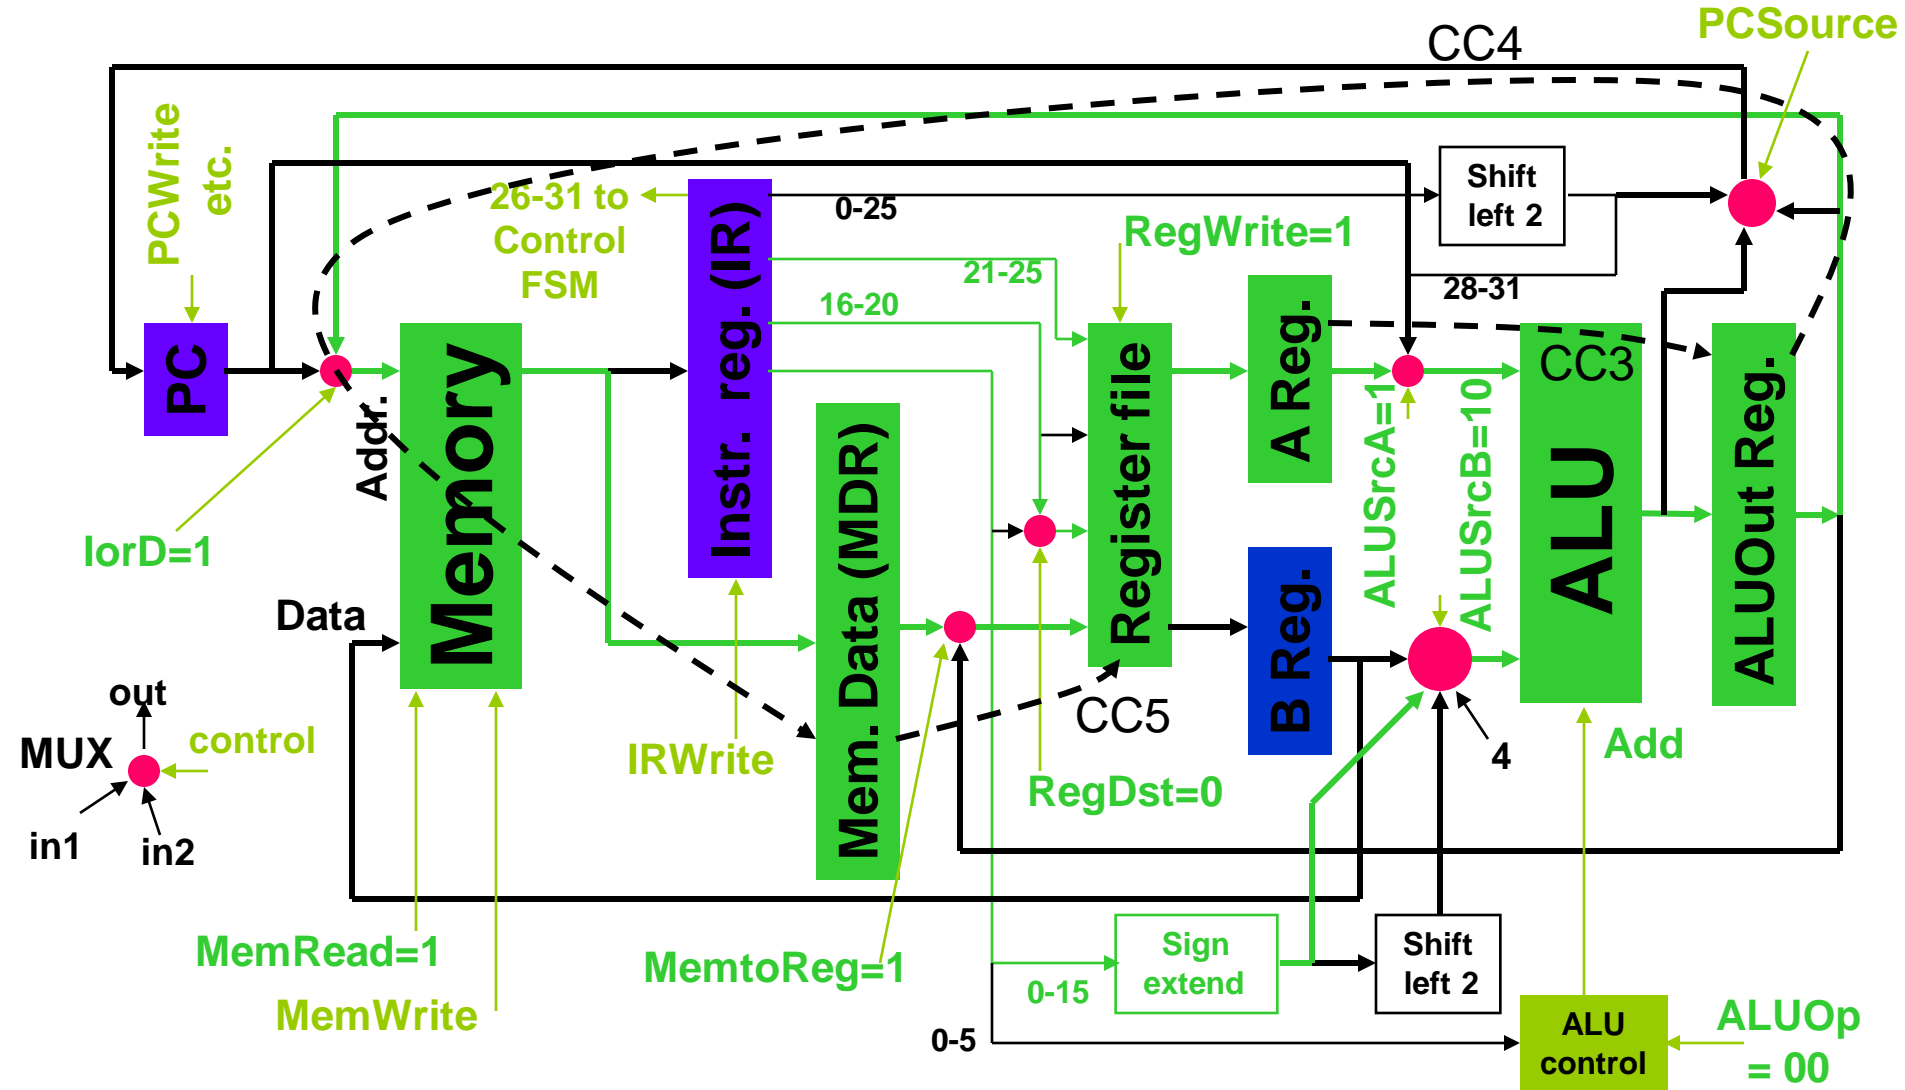 PCSource
CC4
PCWrite
etc.
26-31 to
Control
FSM
0-25
Shift
left 2
RegWrite=1
21-25
16-20
28-31
PC
Addr.
Memory
Instr. reg. (IR)
Mem. Data (MDR)
Register file
A Reg.
B Reg.
ALUSrcA=1
ALUSrcB=10
CC3
ALU
ALUOut Reg.
IorD=1
Data
out
MUX
control
in1
in2
IRWrite
CC5
RegDst=0
4
Add
MemRead=1
MemWrite
MemtoReg=1
Sign
extend
0-15
Shift
left 2
0-5
ALU
control
ALUOp
= 00